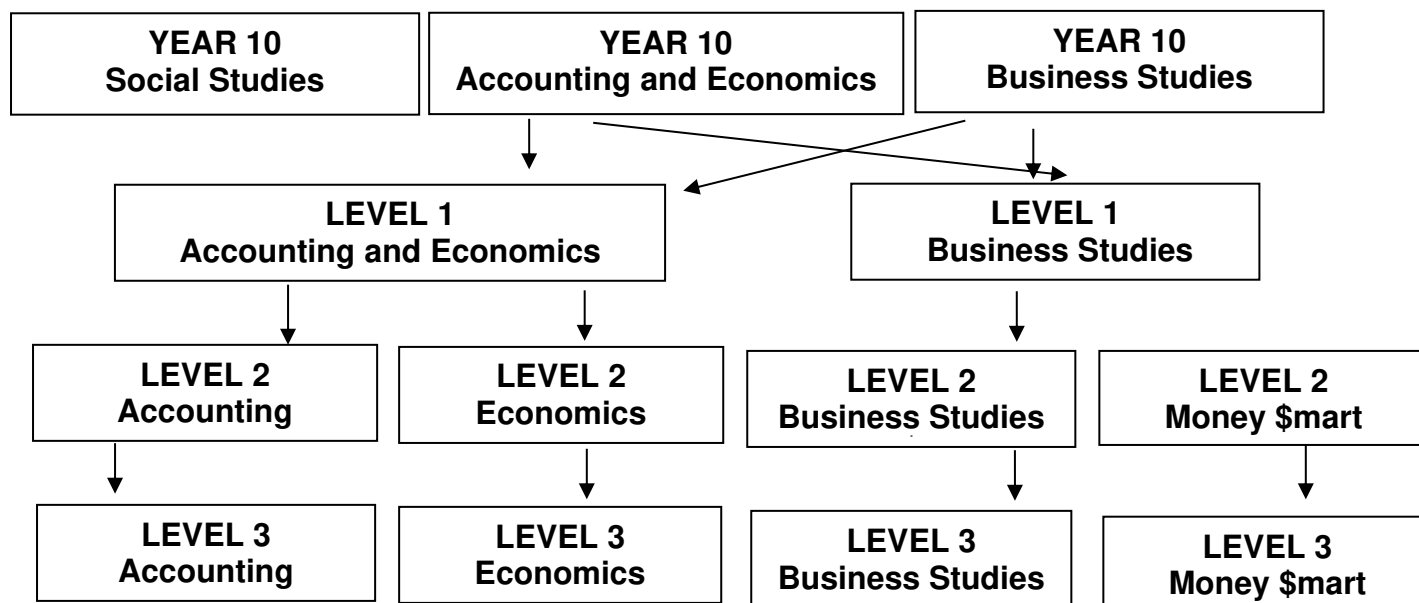 YEAR 10
Social Studies
YEAR 10
Accounting and Economics
YEAR 10
Business Studies
LEVEL 1
Accounting and Economics
LEVEL 1
Business Studies
LEVEL 2
Accounting
LEVEL 2
Economics
LEVEL 2
Business Studies
LEVEL 2
Money $mart
LEVEL 3
Accounting
LEVEL 3
Economics
LEVEL 3
Business Studies
LEVEL 3
Money $mart